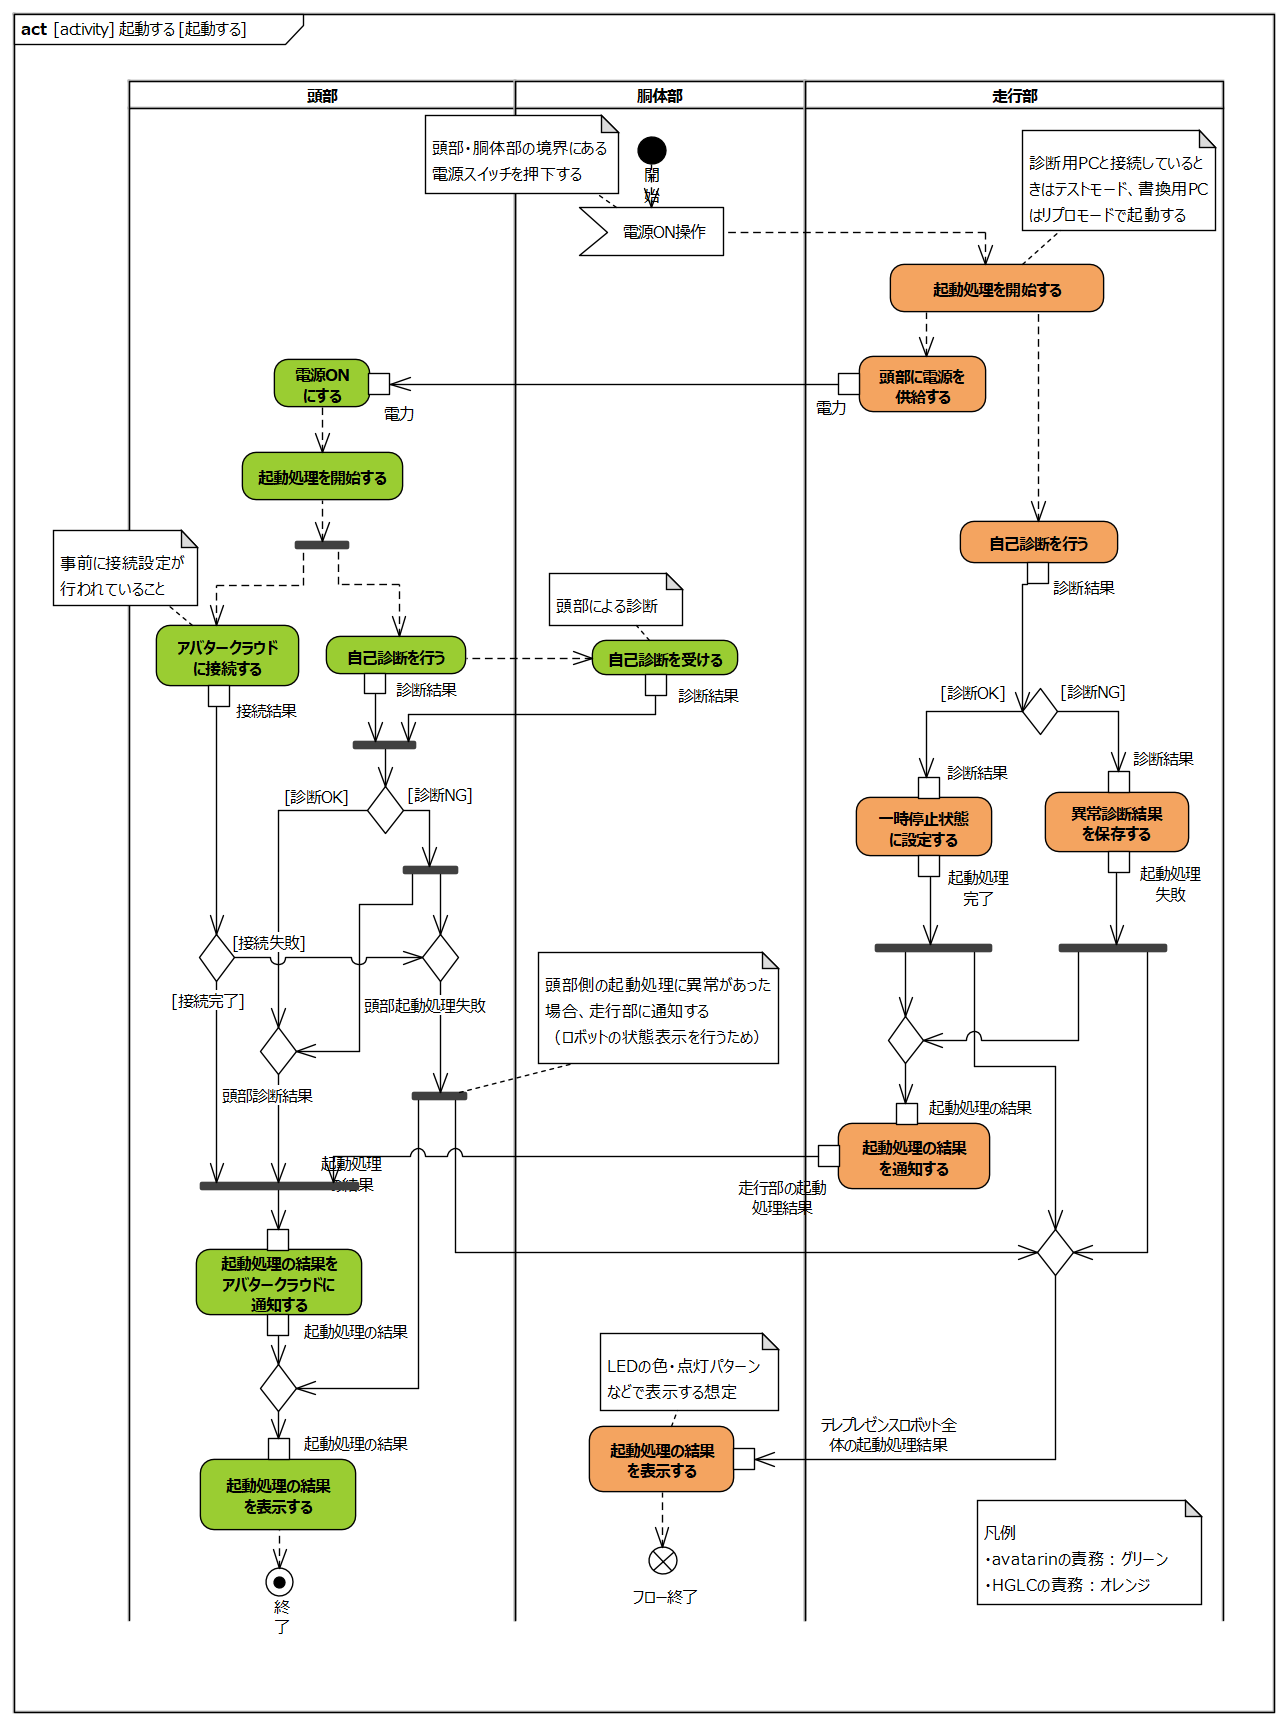 act [activity] 起動する [起動する]
頭部
胴体部
走行部
頭部・胴体部の境界にある
電源スイッチを押下する
開
始
診断用PCと接続していると
きはテストモード、書換用PC
はリプロモードで起動する
電源ON操作
起動処理を開始する
電源ON
にする
電力
電力
頭部に電源を
供給する
起動処理を開始する
事前に接続設定が
行われていること
自己診断を行う
診断結果
頭部による診断
アバタークラウド
に接続する
接続結果
自己診断を行う
診断結果
自己診断を受ける
診断結果
[診断OK]
[診断NG]
診断結果
診断結果
[診断OK]
[診断NG]
一時停止状態
に設定する
異常診断結果
を保存する
起動処理
完了
起動処理
失敗
[接続失敗]
[接続完了]
頭部起動処理失敗
頭部側の起動処理に異常があった
場合、走行部に通知する
（ロボットの状態表示を行うため）
頭部診断結果
起動処理の結果
起動処理の結果
を通知する
起動処理
の結果
走行部の起動
処理結果
起動処理の結果を
アバタークラウドに
通知する
起動処理の結果
LEDの色・点灯パターン
などで表示する想定
起動処理の結果
テレプレゼンスロボット全
体の起動処理結果
起動処理の結果
を表示する
起動処理の結果
を表示する
凡例
・avatarinの責務：グリーン
・HGLCの責務：オレンジ
フロー終了
終
了